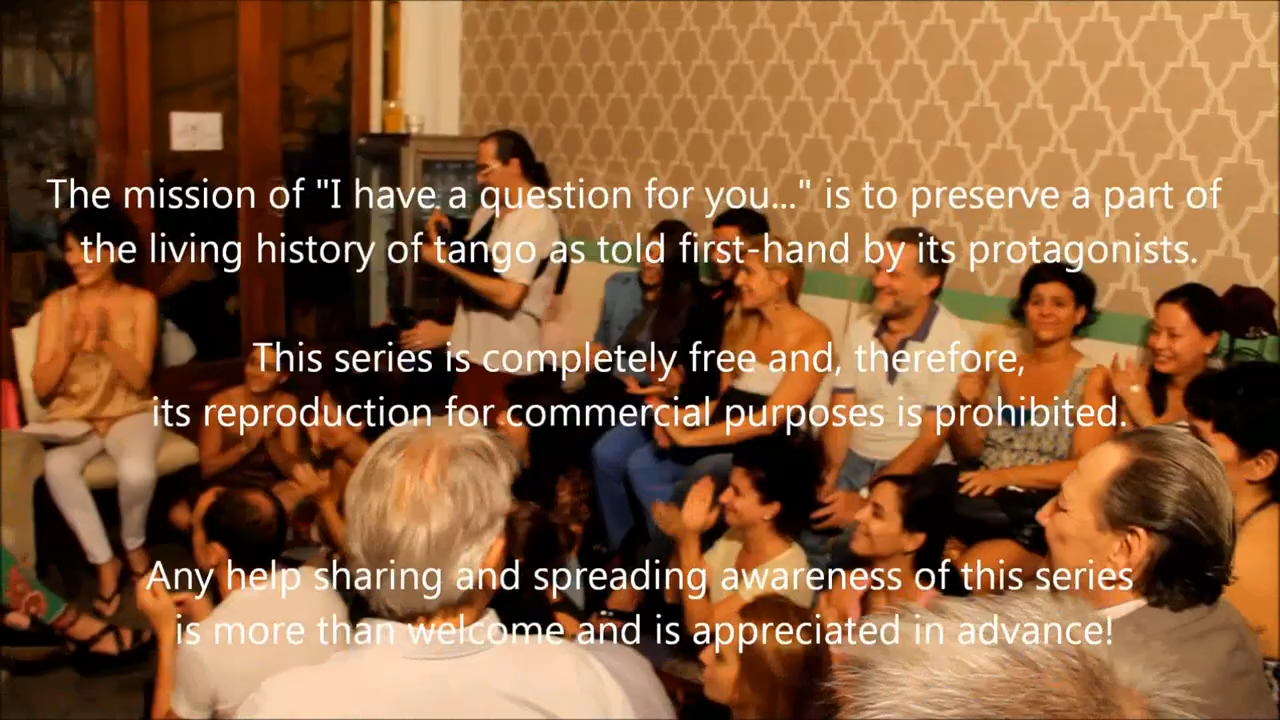 The mission of "I have a question for you..." is to preserve a part of
the living history of tango as told first-hand by its protagonists.
This series is completely free and, therefore,
its reproduction for commercial purposes is prohibited.
Any help sharing and spreading awareness of this series
is more than welcome and is appreciated in advance!